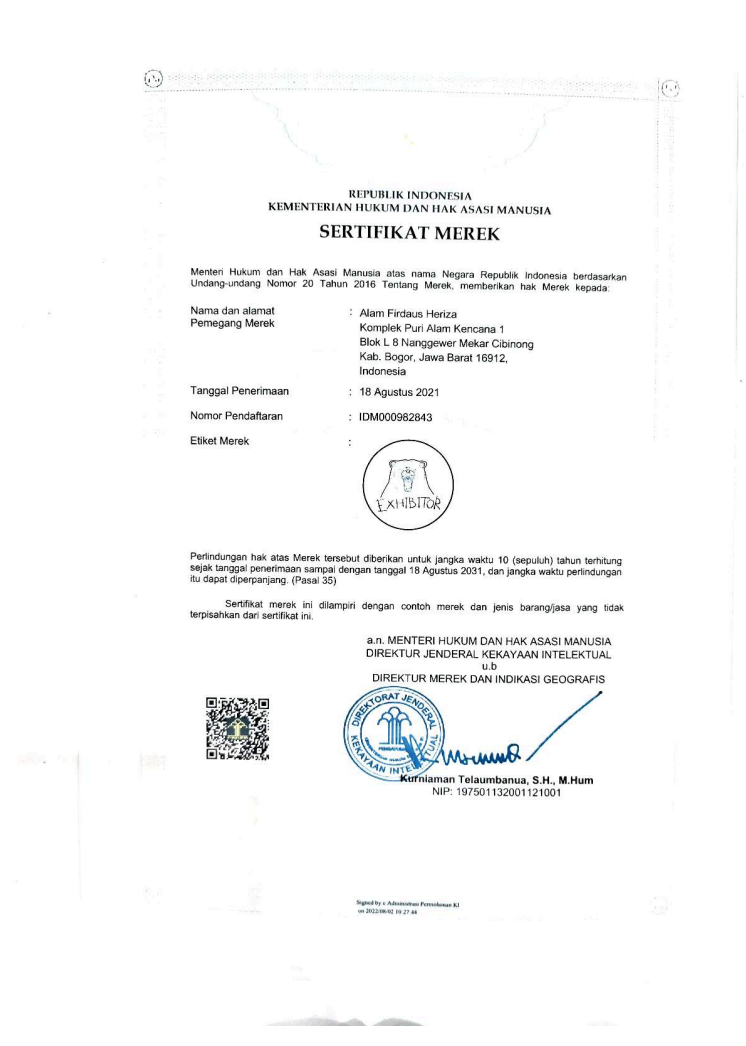 REPUBLIK INDONESIA
KEMENTERIAN HUKUM DAN HAK ASASI MANUSIA
SERTIFIKAT MEREK
Menteri Hukum dan Hak Asasi Manusia atas nama Negara Republik Indonesia berdasarkan
Undang-undang Nomor 20 Tahun 2016 Tentang Merek, memberikan hak Merek kepada:
Nama dan alamat
Pemegang Merek
: Alam Firdaus Heriza
Komplek Puri Alam Kencana 1
Blok L 8 Nanggewer Mekar Cibinong
Kab. Bogor, Jawa Barat 16912,
Indonesia
Tanggal Penerimaan : 18 Agustus 2021
Nomor Pendaftaran : IDM000982843
Etiket Merek :
EXHIBITOR
Perlindungan hak atas Merek tersebut diberikan untuk jangka waktu 10 (sepuluh) tahun terhitung
sejak tanggal penerimaan sampai dengan tanggal 18 Agustus 2031, dan jangka waktu perlindungan
itu dapat diperpanjang. (Pasal 35)
Sertifikat merek ini dilampiri dengan contoh merek dan jenis barang/jasa yang tidak
terpisahkan dari sertifikat ini.
a.n. MENTERI HUKUM DAN HAK ASASI MANUSIA
DIREKTUR JENDERAL KEKAYAAN INTELEKTUAL
u.b
DIREKTUR MEREK DAN INDIKASI GEOGRAFIS
DIREKTORAT JENDERAL
KEKAYAAN INTELEKTUAL
PENGAYOMAN
Kurniaman Telaumbanua, S.H., M.Hum
NIP: 197501132001121001
Signed by e Administrasi Permohonan KI
on 2022/08/02 10:27:44